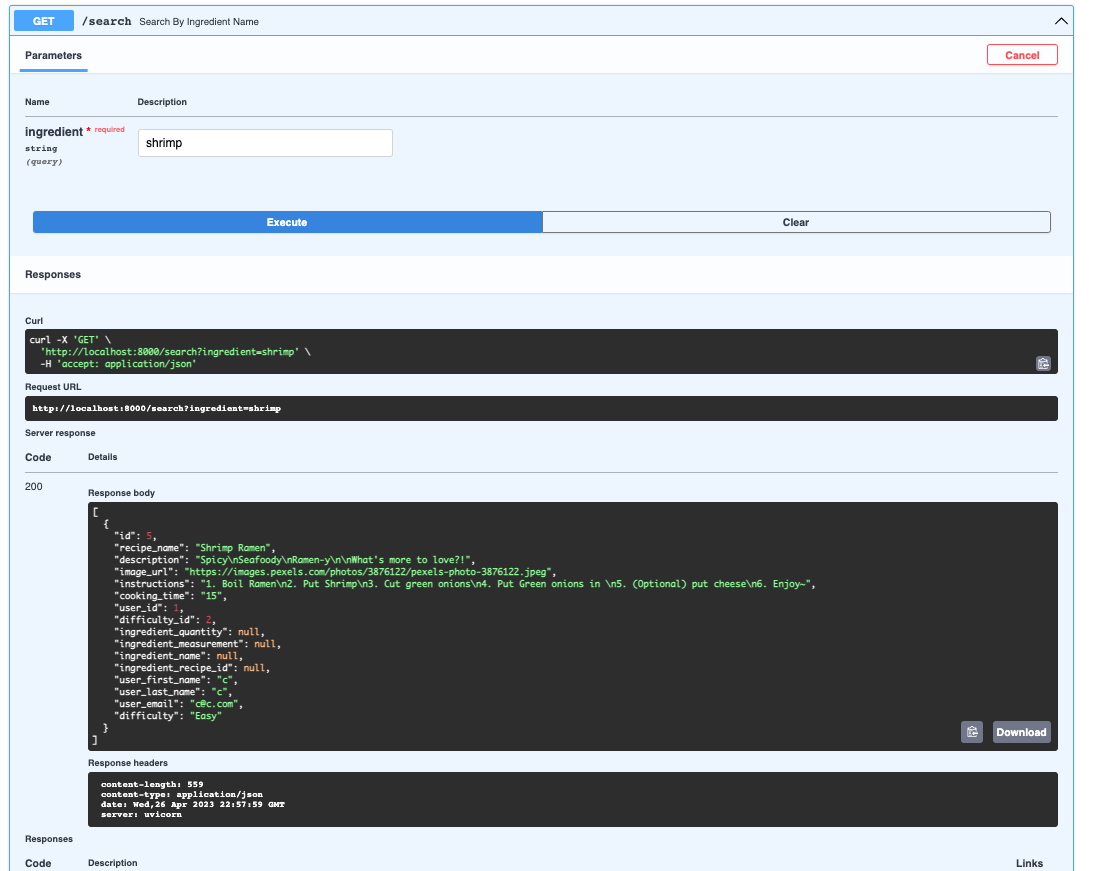 GET /search Search By Ingredient Name
Parameters Cancel
Name Description
ingredient * required
string
(query)
shrimp
Execute Clear
Responses
Curl
curl -X 'GET' \
'http://localhost:8000/search?ingredient=shrimp' \
-H 'accept: application/json'
Request URL
http://localhost:8000/search?ingredient=shrimp
Server response
Code Details
200
Response body
[
{
"id": 5,
"recipe_name": "Shrimp Ramen",
"description": "Spicy\nSeafoody\nRamen-y\n\nWhat's more to love?!",
"image_url": "https://images.pexels.com/photos/3876122/pexels-photo-3876122.jpeg",
"instructions": "1. Boil Ramen\n2. Put Shrimp\n3. Cut green onions\n4. Put Green onions in \n5. (Optional) put cheese\n6. Enjoy~",
"cooking_time": "15",
"user_id": 1,
"difficulty_id": 2,
"ingredient_quantity": null,
"ingredient_measurement": null,
"ingredient_name": null,
"ingredient_recipe_id": null,
"user_first_name": "c",
"user_last_name": "c",
"user_email": "c@c.com",
"difficulty": "Easy"
}
]
Download
Response headers
content-length: 559
content-type: application/json
date: Wed,26 Apr 2023 22:57:59 GMT
server: uvicorn
Responses
Code Description Links